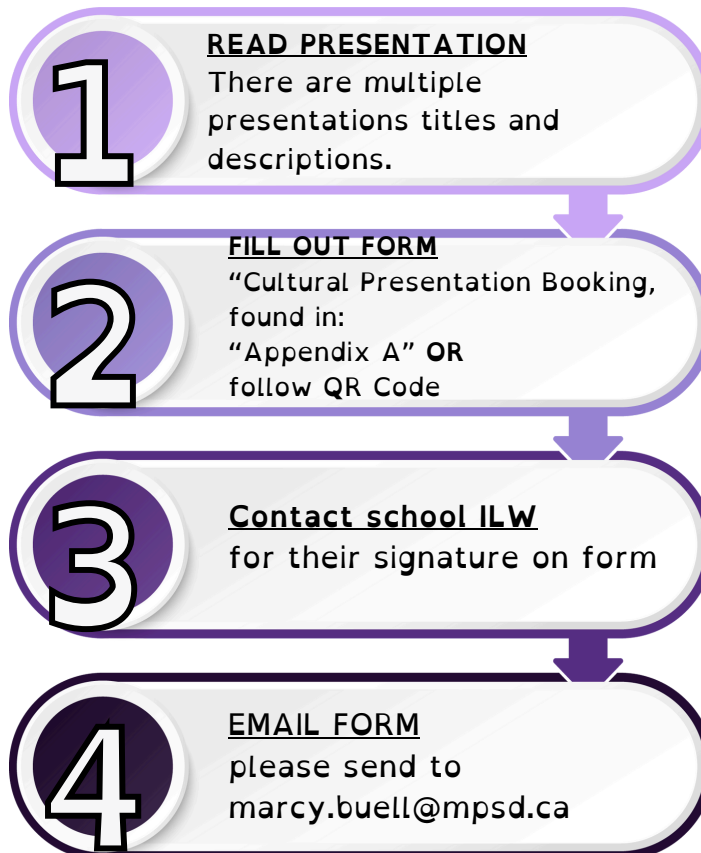 1
READ PRESENTATION
There are multiple
presentations titles and
descriptions.
2
FILL OUT FORM
“Cultural Presentation Booking,
found in:
“Appendix A” OR
follow QR Code
3
Contact school ILW
for their signature on form
4
EMAIL FORM
please send to
marcy.buell@mpsd.ca